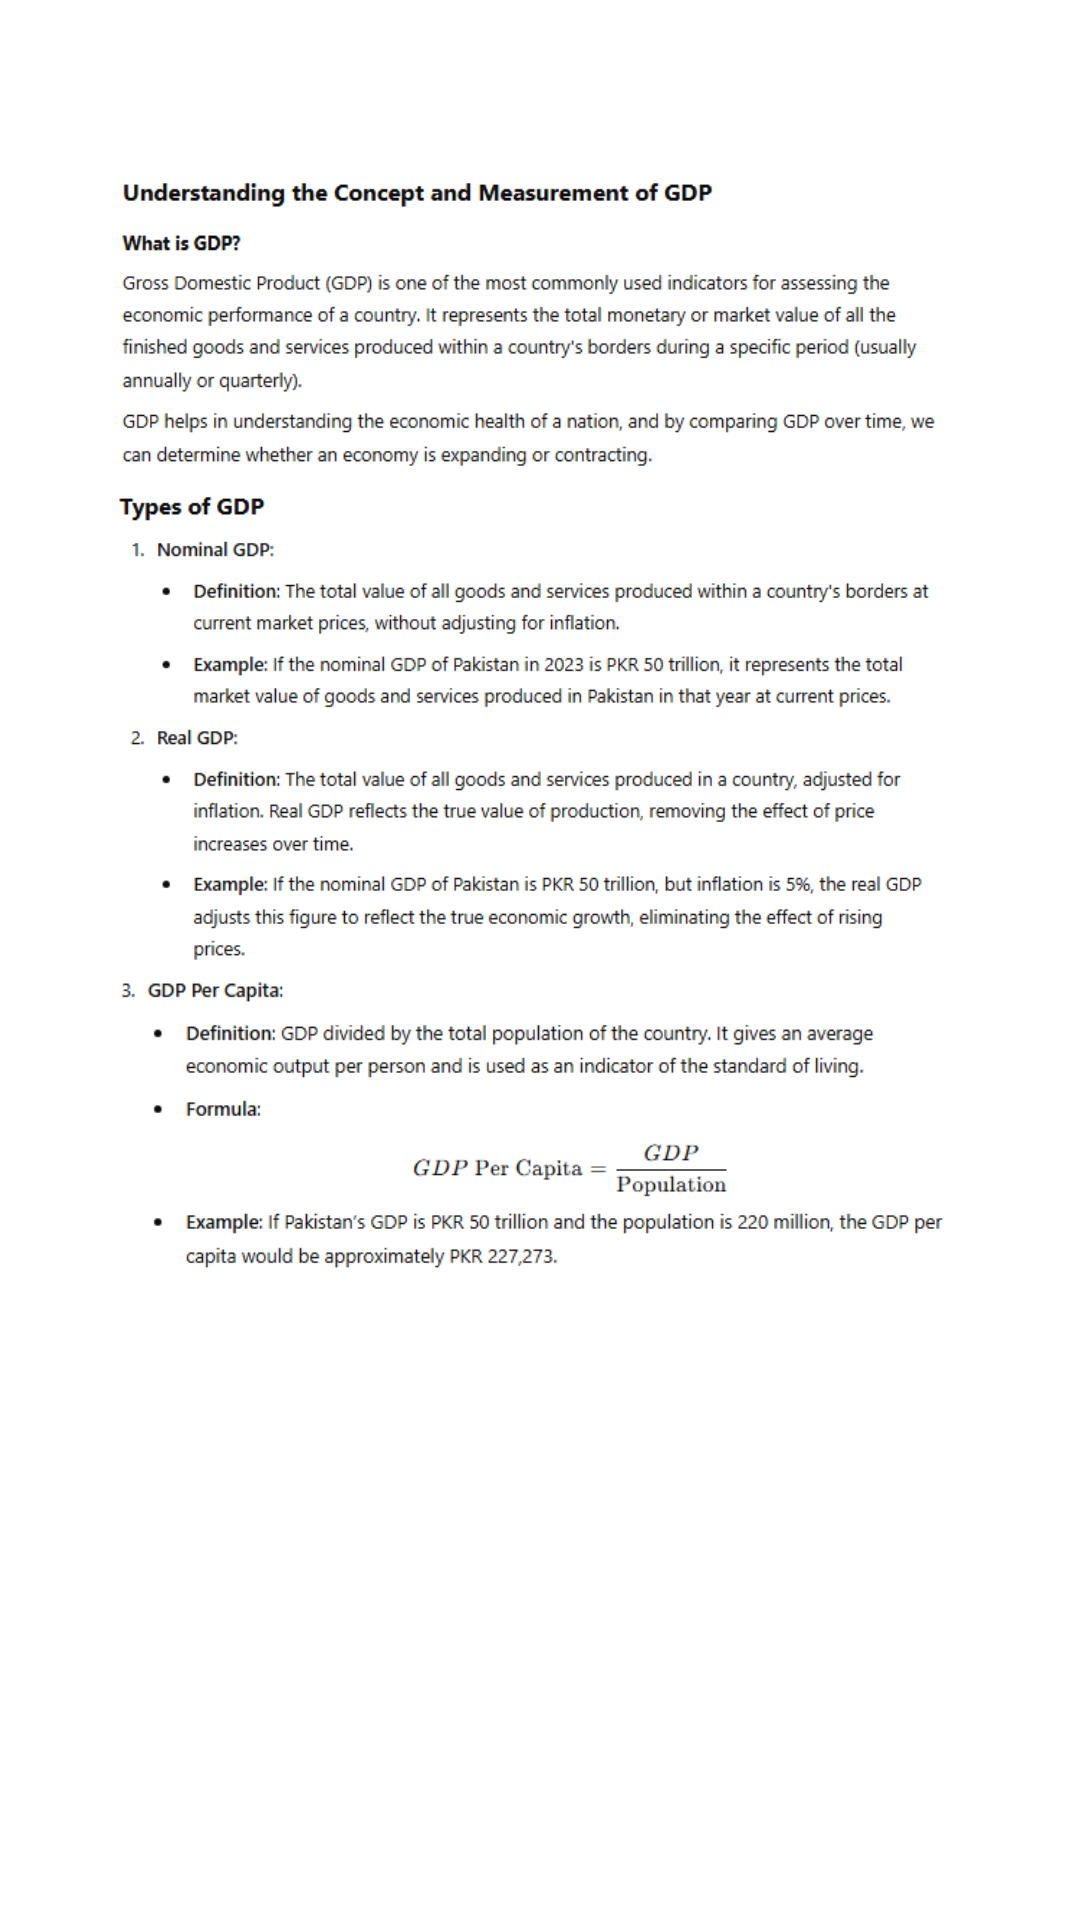 Understanding the Concept and Measurement of GDP
What is GDP?
Gross Domestic Product (GDP) is one of the most commonly used indicators for assessing the
economic performance of a country. It represents the total monetary or market value of all the
finished goods and services produced within a country's borders during a specific period (usually
annually or quarterly).
GDP helps in understanding the economic health of a nation, and by comparing GDP over time, we
can determine whether an economy is expanding or contracting.
Types of GDP
1. Nominal GDP:
• Definition: The total value of all goods and services produced within a country's borders at
current market prices, without adjusting for inflation.
• Example: If the nominal GDP of Pakistan in 2023 is PKR 50 trillion, it represents the total
market value of goods and services produced in Pakistan in that year at current prices.
2. Real GDP:
• Definition: The total value of all goods and services produced in a country, adjusted for
inflation. Real GDP reflects the true value of production, removing the effect of price
increases over time.
• Example: If the nominal GDP of Pakistan is PKR 50 trillion, but inflation is 5%, the real GDP
adjusts this figure to reflect the true economic growth, eliminating the effect of rising
prices.
3. GDP Per Capita:
• Definition: GDP divided by the total population of the country. It gives an average
economic output per person and is used as an indicator of the standard of living.
• Formula:
GDP Per Capita = GDP / Population
• Example: If Pakistan's GDP is PKR 50 trillion and the population is 220 million, the GDP per
capita would be approximately PKR 227,273.